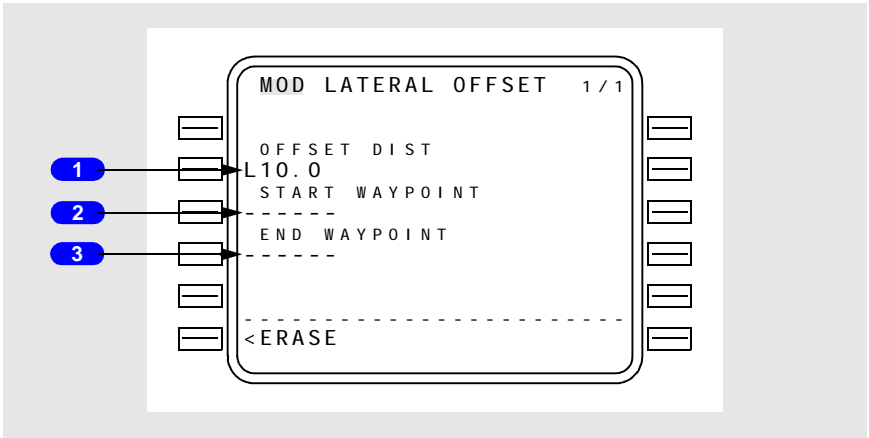 MOD LATERAL OFFSET 1/1
OFFSET DIST
1 L10.0
START WAYPOINT
2 ------
END WAYPOINT
3 ------
------------------------
<ERASE